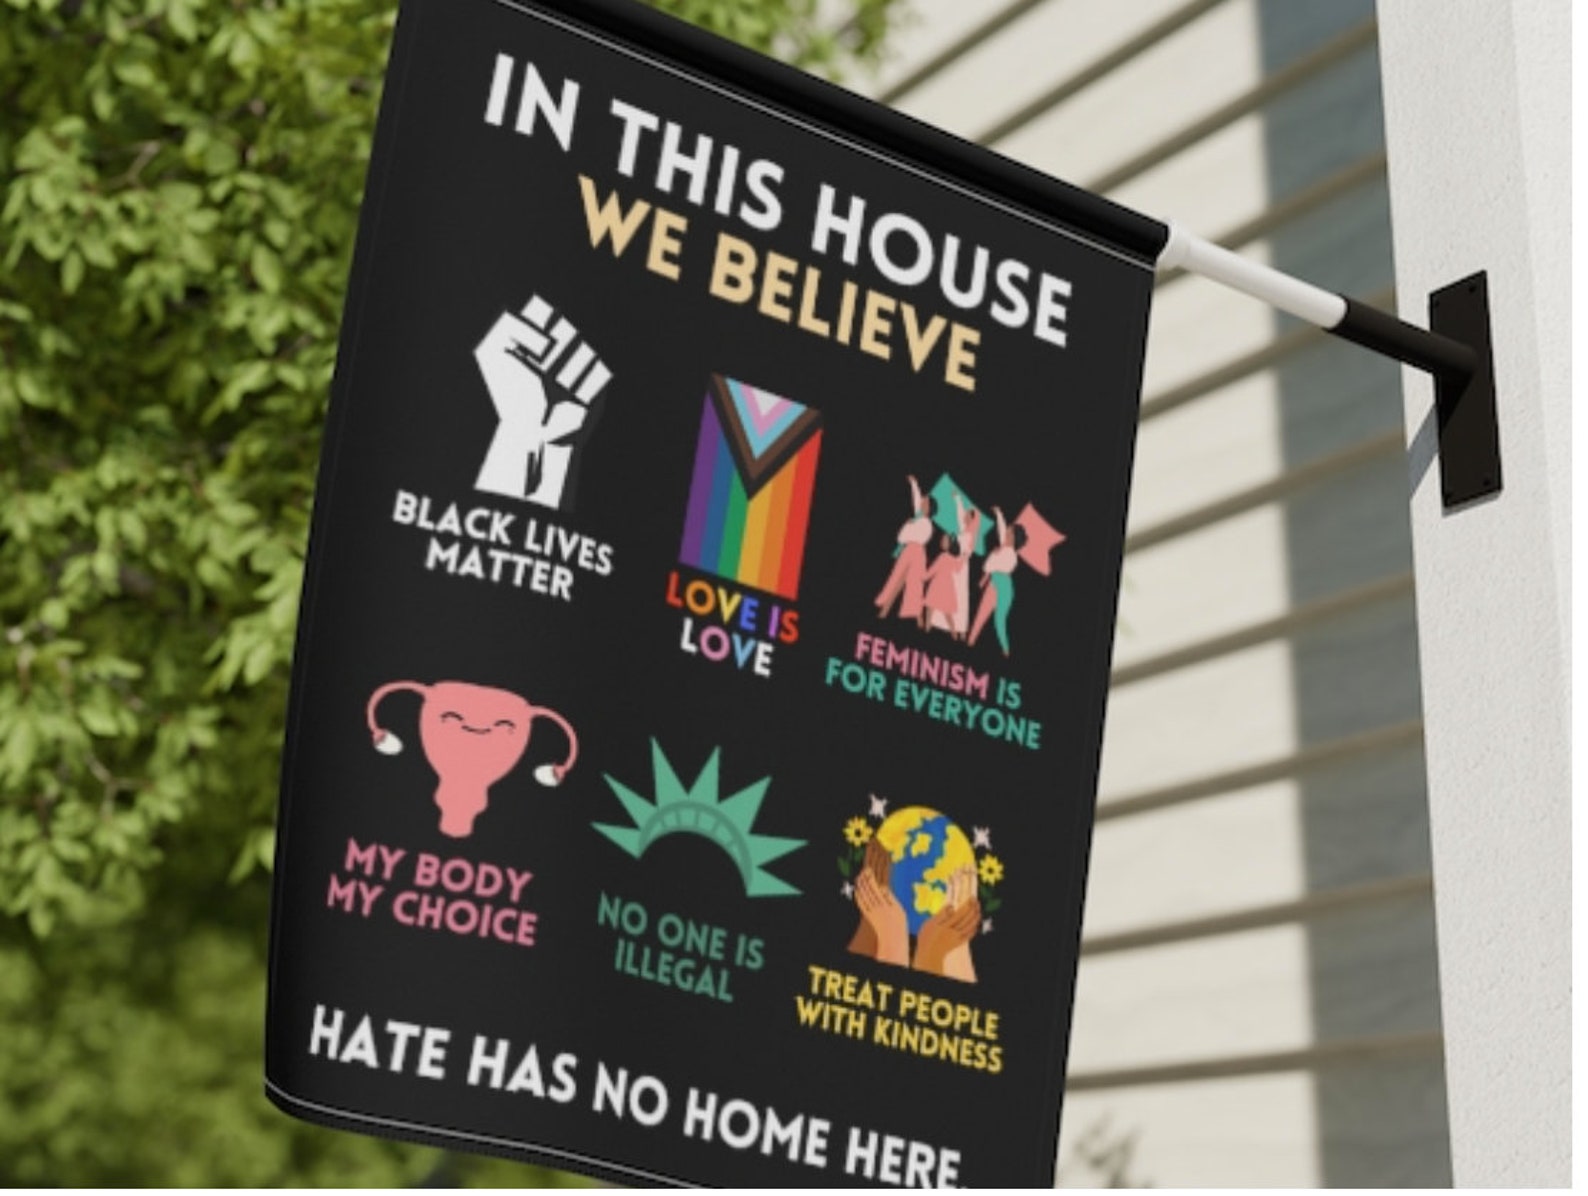 IN THIS HOUSE
WE BELIEVE
BLACK LIVES
MATTER
LOVE IS
LOVE
FEMINISM IS
FOR EVERYONE
MY BODY
MY CHOICE
NO ONE IS
ILLEGAL
TREAT PEOPLE
WITH KINDNESS
HATE HAS NO HOME HERE.